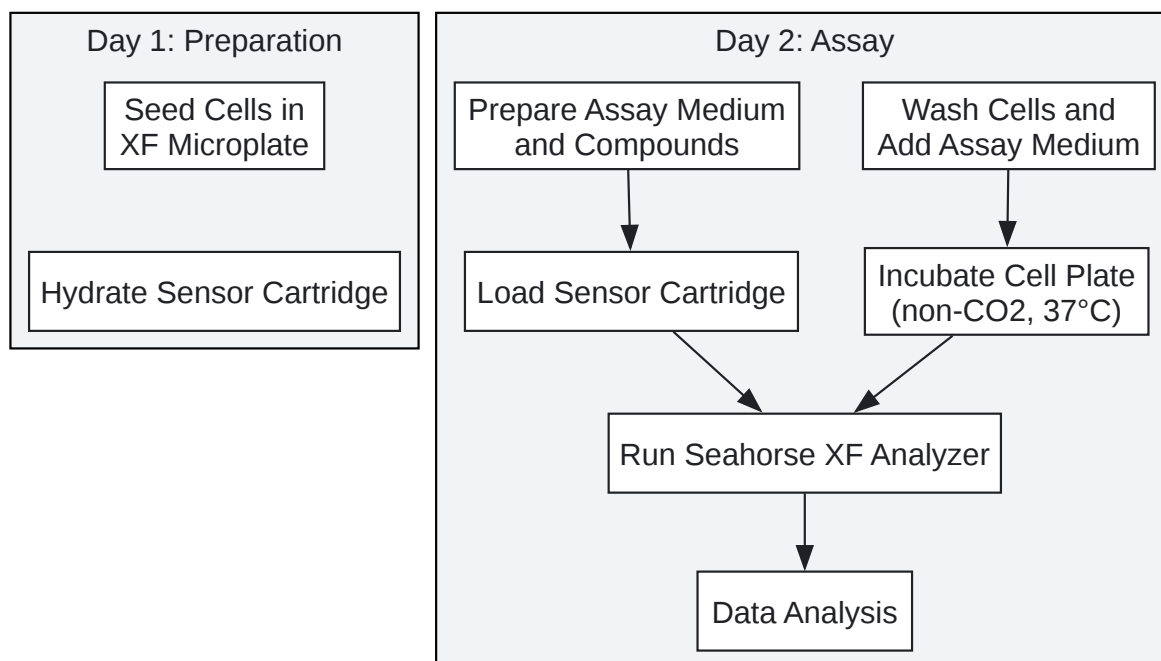 Day 1: Preparation
Seed Cells in
XF Microplate
Hydrate Sensor Cartridge
Day 2: Assay
Prepare Assay Medium
and Compounds
Wash Cells and
Add Assay Medium
Load Sensor Cartridge
Incubate Cell Plate
(non-CO2, 37°C)
Run Seahorse XF Analyzer
Data Analysis